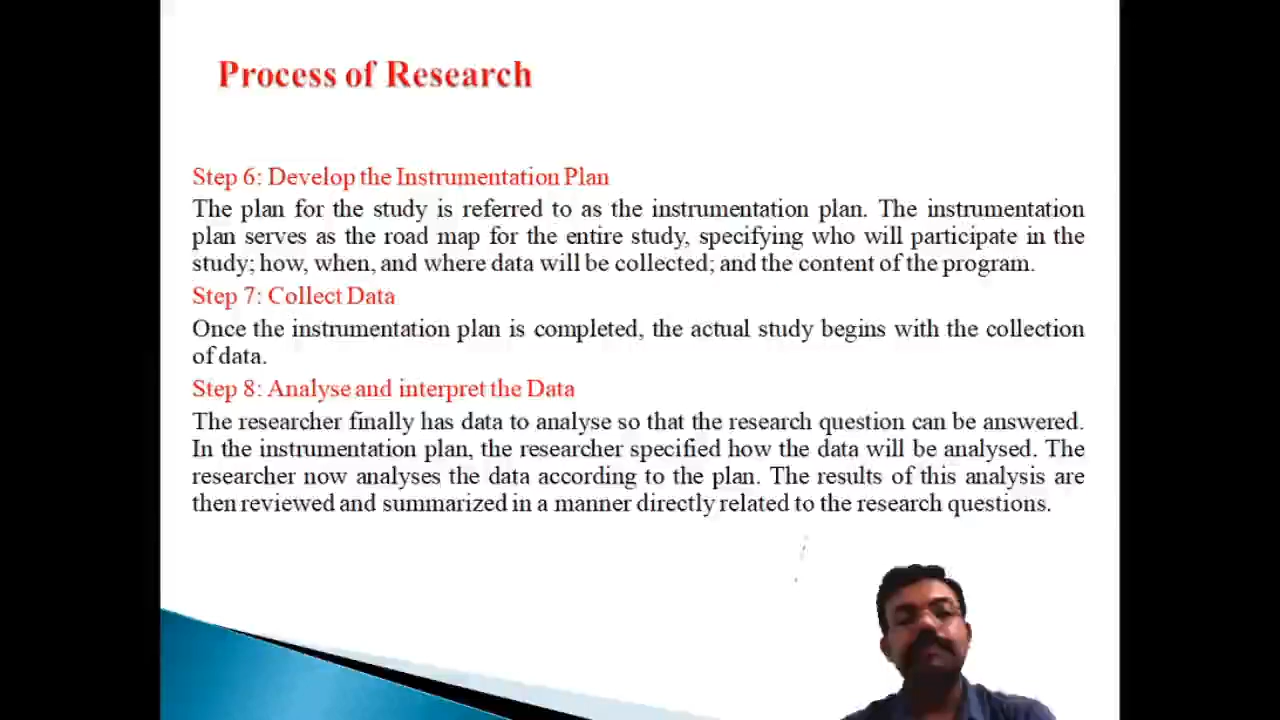 Process of Research
Step 6: Develop the Instrumentation Plan
The plan for the study is referred to as the instrumentation plan. The instrumentation
plan serves as the road map for the entire study, specifying who will participate in the
study; how, when, and where data will be collected; and the content of the program.
Step 7: Collect Data
Once the instrumentation plan is completed, the actual study begins with the collection
of data.
Step 8: Analyse and interpret the Data
The researcher finally has data to analyse so that the research question can be answered.
In the instrumentation plan, the researcher specified how the data will be analysed. The
researcher now analyses the data according to the plan. The results of this analysis are
then reviewed and summarized in a manner directly related to the research questions.